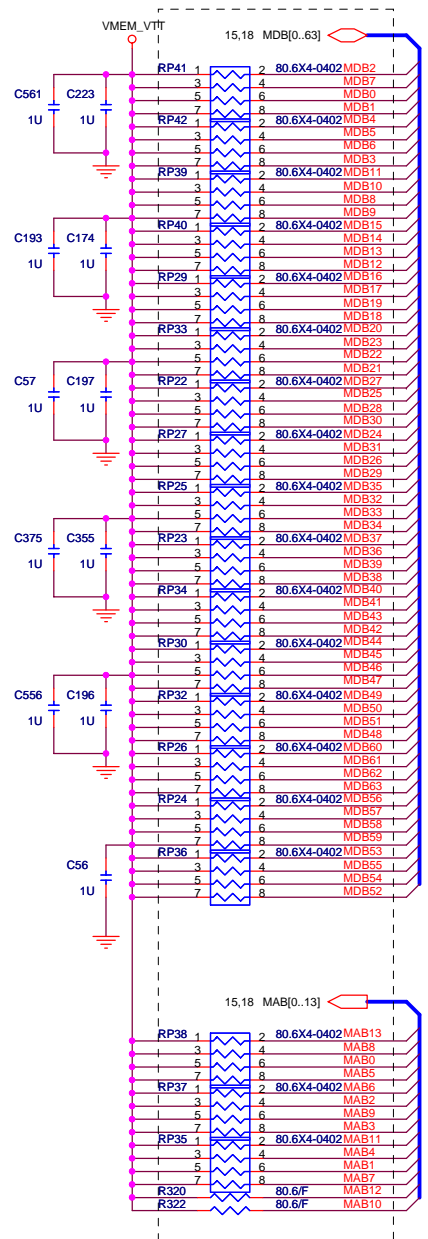 VMEM_VTT
15,18 MDB[0..63]
RP41 1 2 80.6X4-0402 MDB2
3 4 MDB7
5 6 MDB0
7 8 MDB1
RP42 1 2 80.6X4-0402 MDB4
3 4 MDB5
5 6 MDB6
7 8 MDB3
RP39 1 2 80.6X4-0402 MDB11
3 4 MDB10
5 6 MDB8
7 8 MDB9
RP40 1 2 80.6X4-0402 MDB15
3 4 MDB14
5 6 MDB13
7 8 MDB12
RP29 1 2 80.6X4-0402 MDB16
3 4 MDB17
5 6 MDB19
7 8 MDB18
RP33 1 2 80.6X4-0402 MDB20
3 4 MDB23
5 6 MDB22
7 8 MDB21
RP22 1 2 80.6X4-0402 MDB27
3 4 MDB25
5 6 MDB28
7 8 MDB30
RP27 1 2 80.6X4-0402 MDB24
3 4 MDB31
5 6 MDB26
7 8 MDB29
RP25 1 2 80.6X4-0402 MDB35
3 4 MDB32
5 6 MDB33
7 8 MDB34
RP23 1 2 80.6X4-0402 MDB37
3 4 MDB36
5 6 MDB39
7 8 MDB38
RP34 1 2 80.6X4-0402 MDB40
3 4 MDB41
5 6 MDB43
7 8 MDB42
RP30 1 2 80.6X4-0402 MDB44
3 4 MDB45
5 6 MDB46
7 8 MDB47
RP32 1 2 80.6X4-0402 MDB49
3 4 MDB50
5 6 MDB51
7 8 MDB48
RP26 1 2 80.6X4-0402 MDB60
3 4 MDB61
5 6 MDB62
7 8 MDB63
RP24 1 2 80.6X4-0402 MDB56
3 4 MDB57
5 6 MDB58
7 8 MDB59
RP36 1 2 80.6X4-0402 MDB53
3 4 MDB55
5 6 MDB54
7 8 MDB52
C561 C223
1U 1U
C193 C174
1U 1U
C57 C197
1U 1U
C375 C355
1U 1U
C556 C196
1U 1U
C56
1U
15,18 MAB[0..13]
RP38 1 2 80.6X4-0402 MAB13
3 4 MAB8
5 6 MAB0
7 8 MAB5
RP37 1 2 80.6X4-0402 MAB6
3 4 MAB2
5 6 MAB9
7 8 MAB3
RP35 1 2 80.6X4-0402 MAB11
3 4 MAB4
5 6 MAB1
7 8 MAB7
R320 80.6/F MAB12
R322 80.6/F MAB10